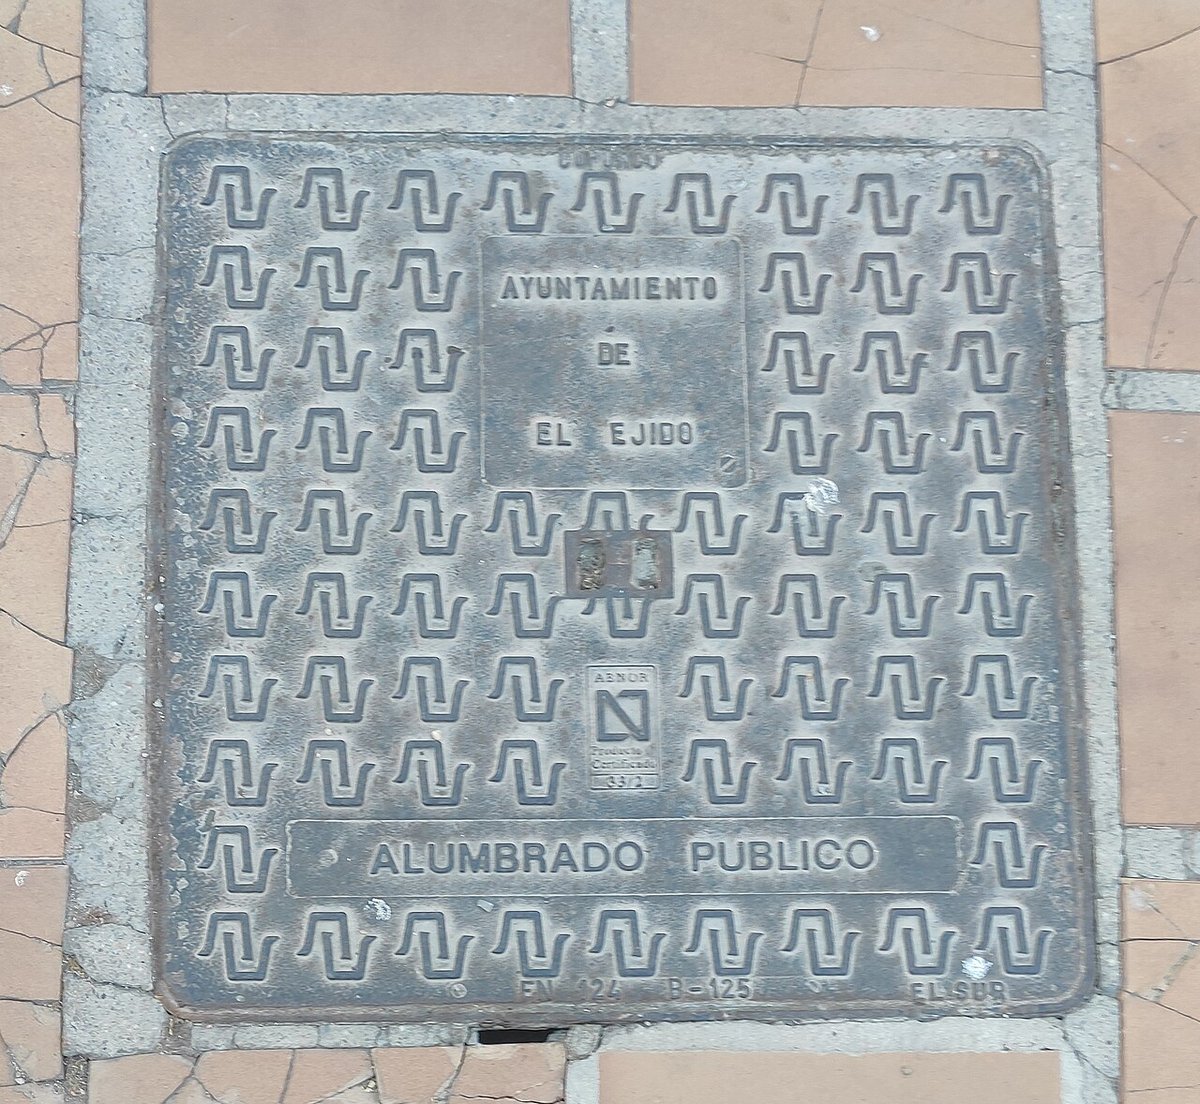 AYUNTAMIENTO
DE
EL EJIDO
AENOR
N
Producto
Certificado
ALUMBRADO PUBLICO
EN 124 B-125 EL SUR